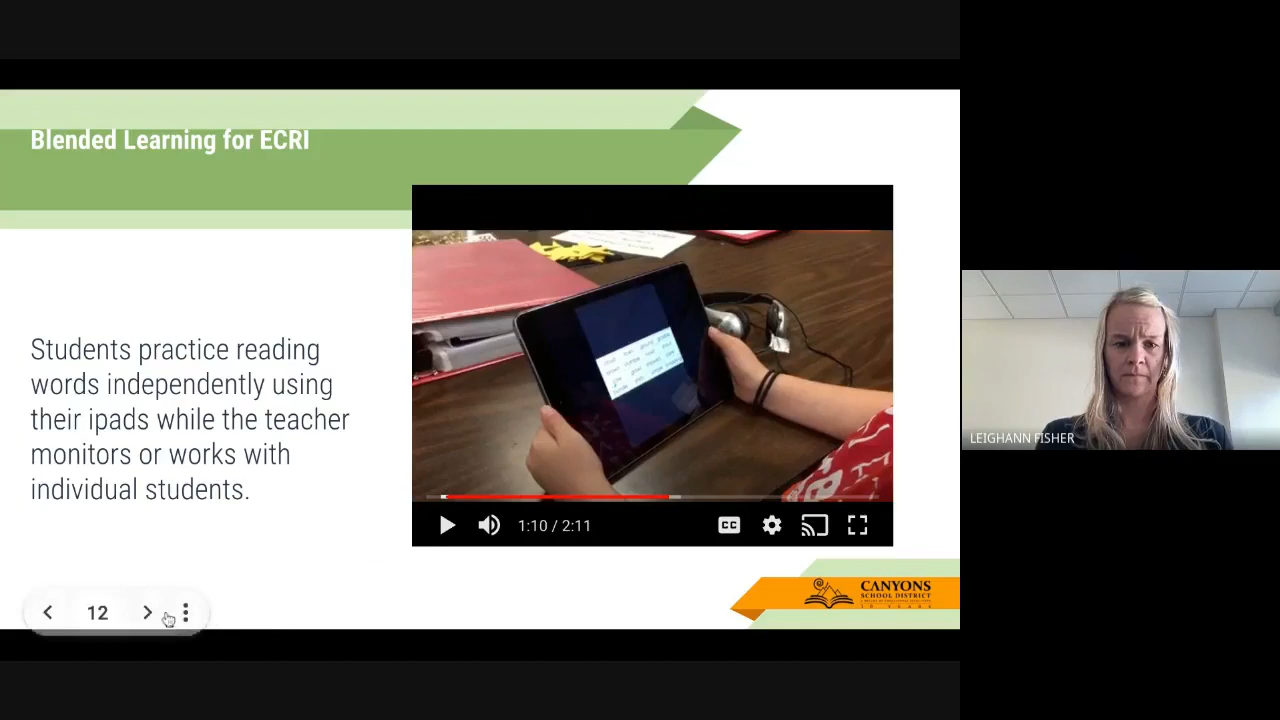 Blended Learning for ECRI
Students practice reading
words independently using
their ipads while the teacher
monitors or works with
individual students.
1:10 / 2:11
CC
CANYONS
SCHOOL DISTRICT
12
LEIGHANN FISHER